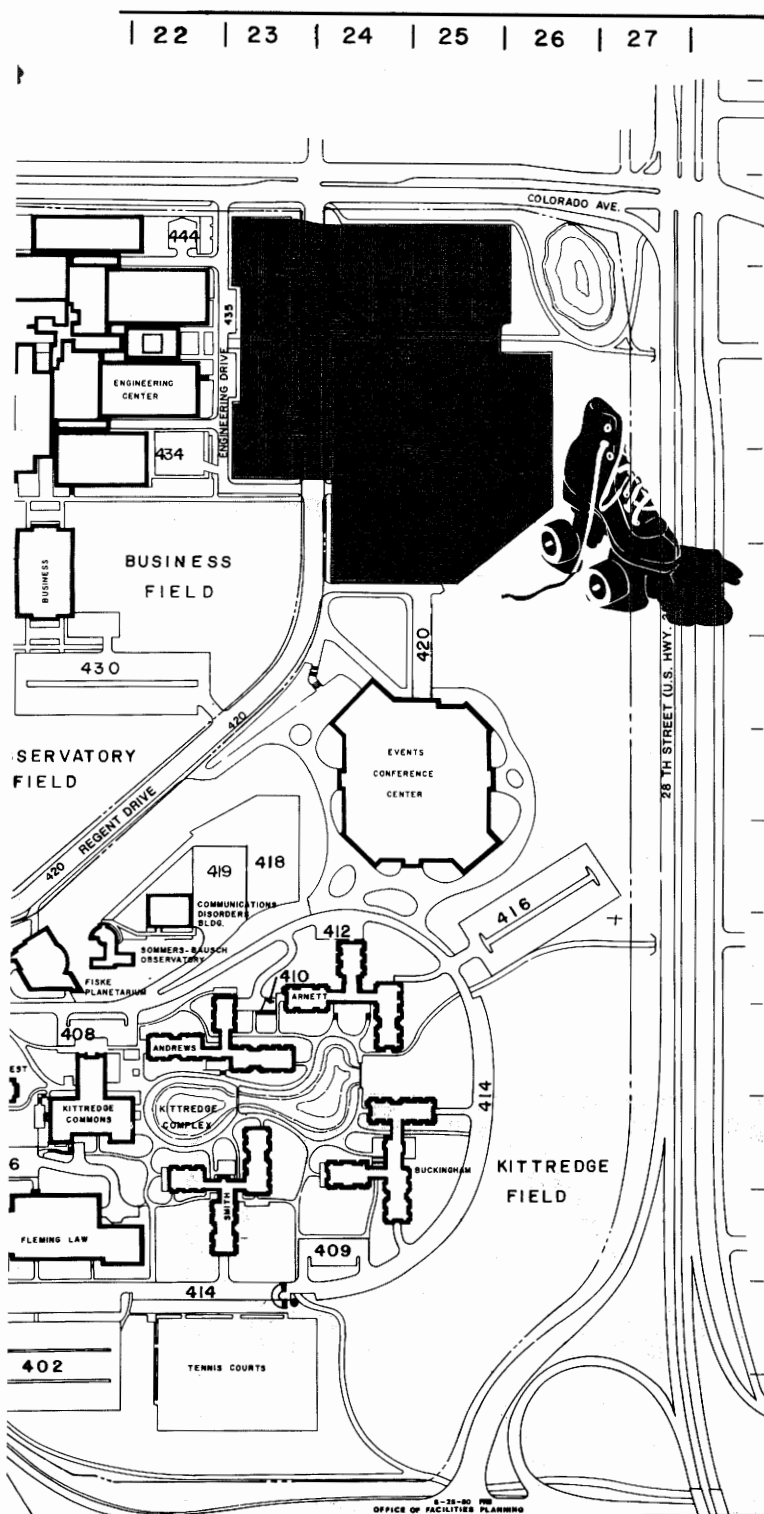 22 23 24 25 26 27
COLORADO AVE.
444
435
ENGINEERING DRIVE
ENGINEERING
CENTER
434
BUSINESS
FIELD
BUSINESS
430
420
420
28 TH STREET (U.S. HWY.
EVENTS
CONFERENCE
CENTER
SERVATORY
FIELD
REGENT DRIVE
420
419
418
416
COMMUNICATIONS
DISORDERS
BLDG.
412
SOMMERS-BAUSCH
OBSERVATORY
FISKE
PLANETARIUM
410
ARNETT
408
ANDREWS
EST
KITTREDGE
COMMONS
KITTREDGE
COMPLEX
414
6
BUCKINGHAM
KITTREDGE
FIELD
SMITH
FLEMING LAW
409
414
402
TENNIS COURTS
OFFICE OF FACILITIES PLANNING